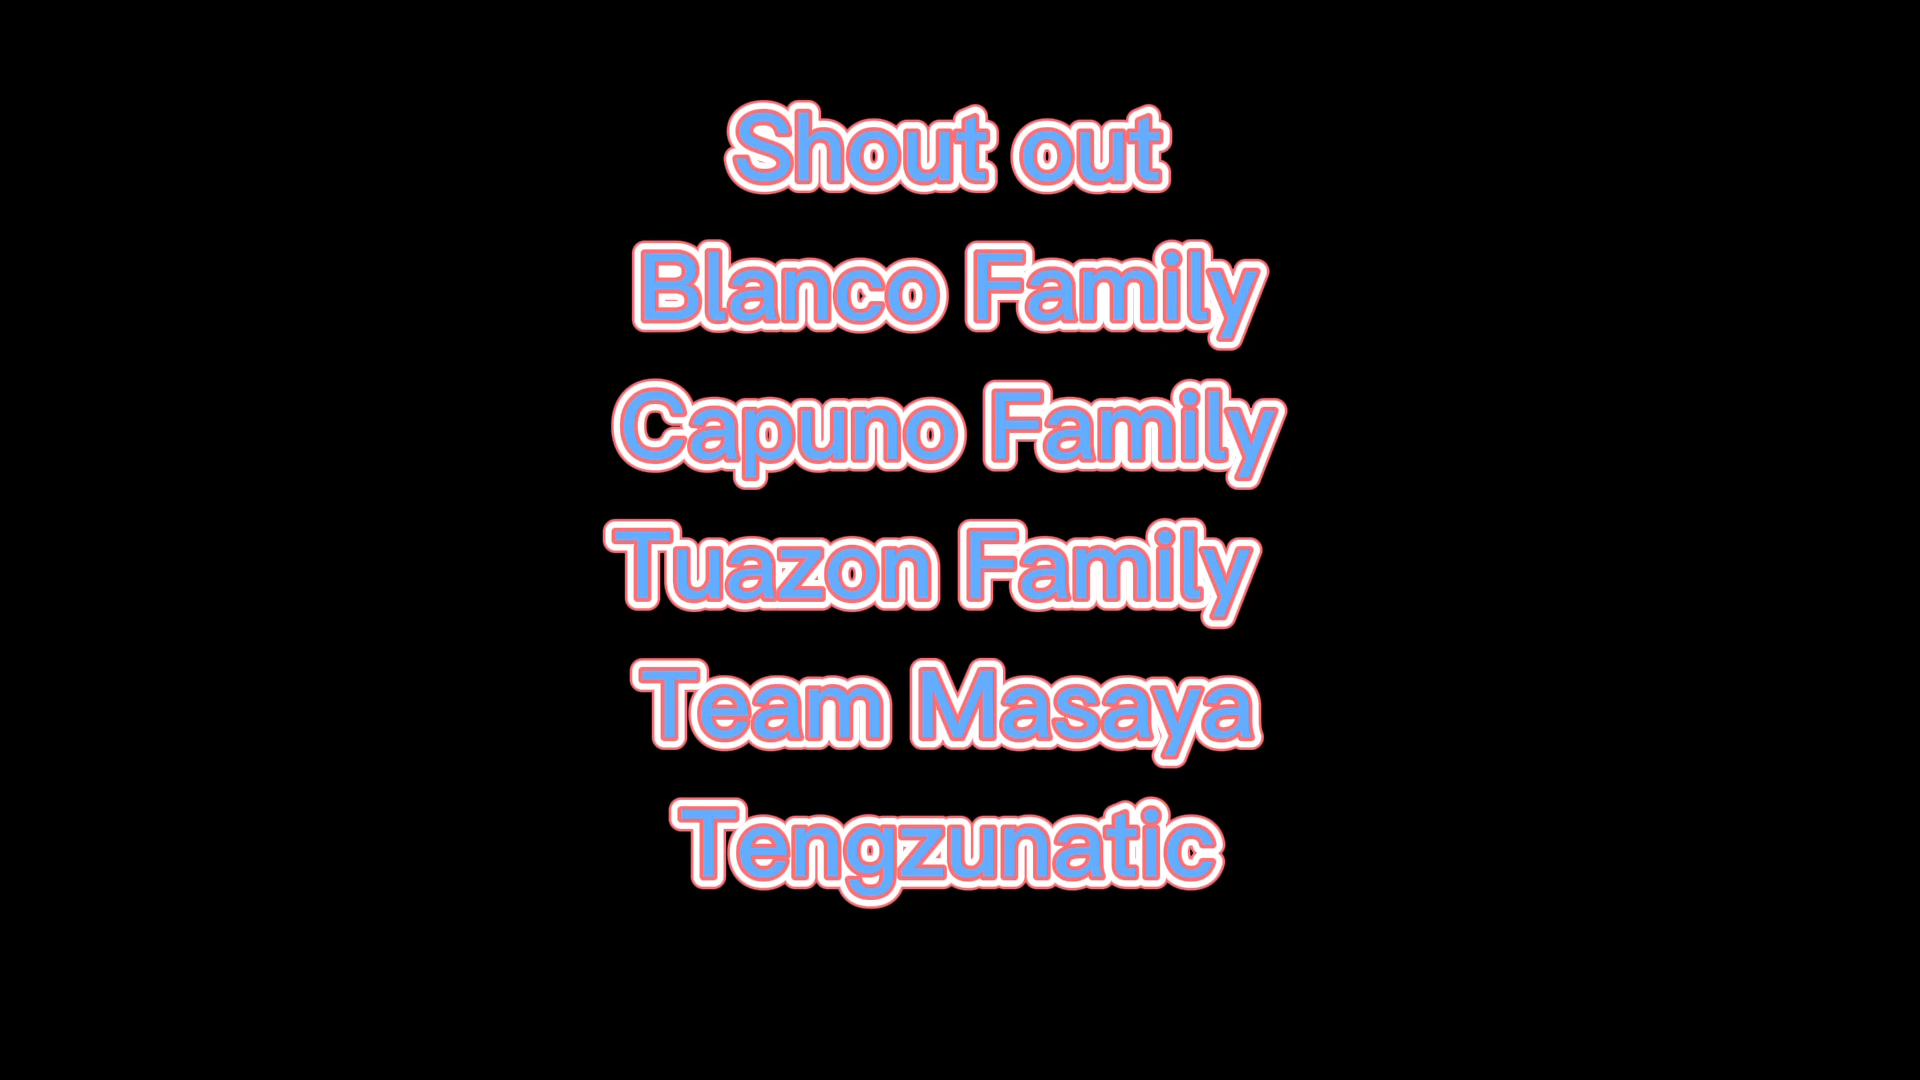 Shout out
Blanco Family
Capuno Family
Tuazon Family
Team Masaya
Tengzunatic